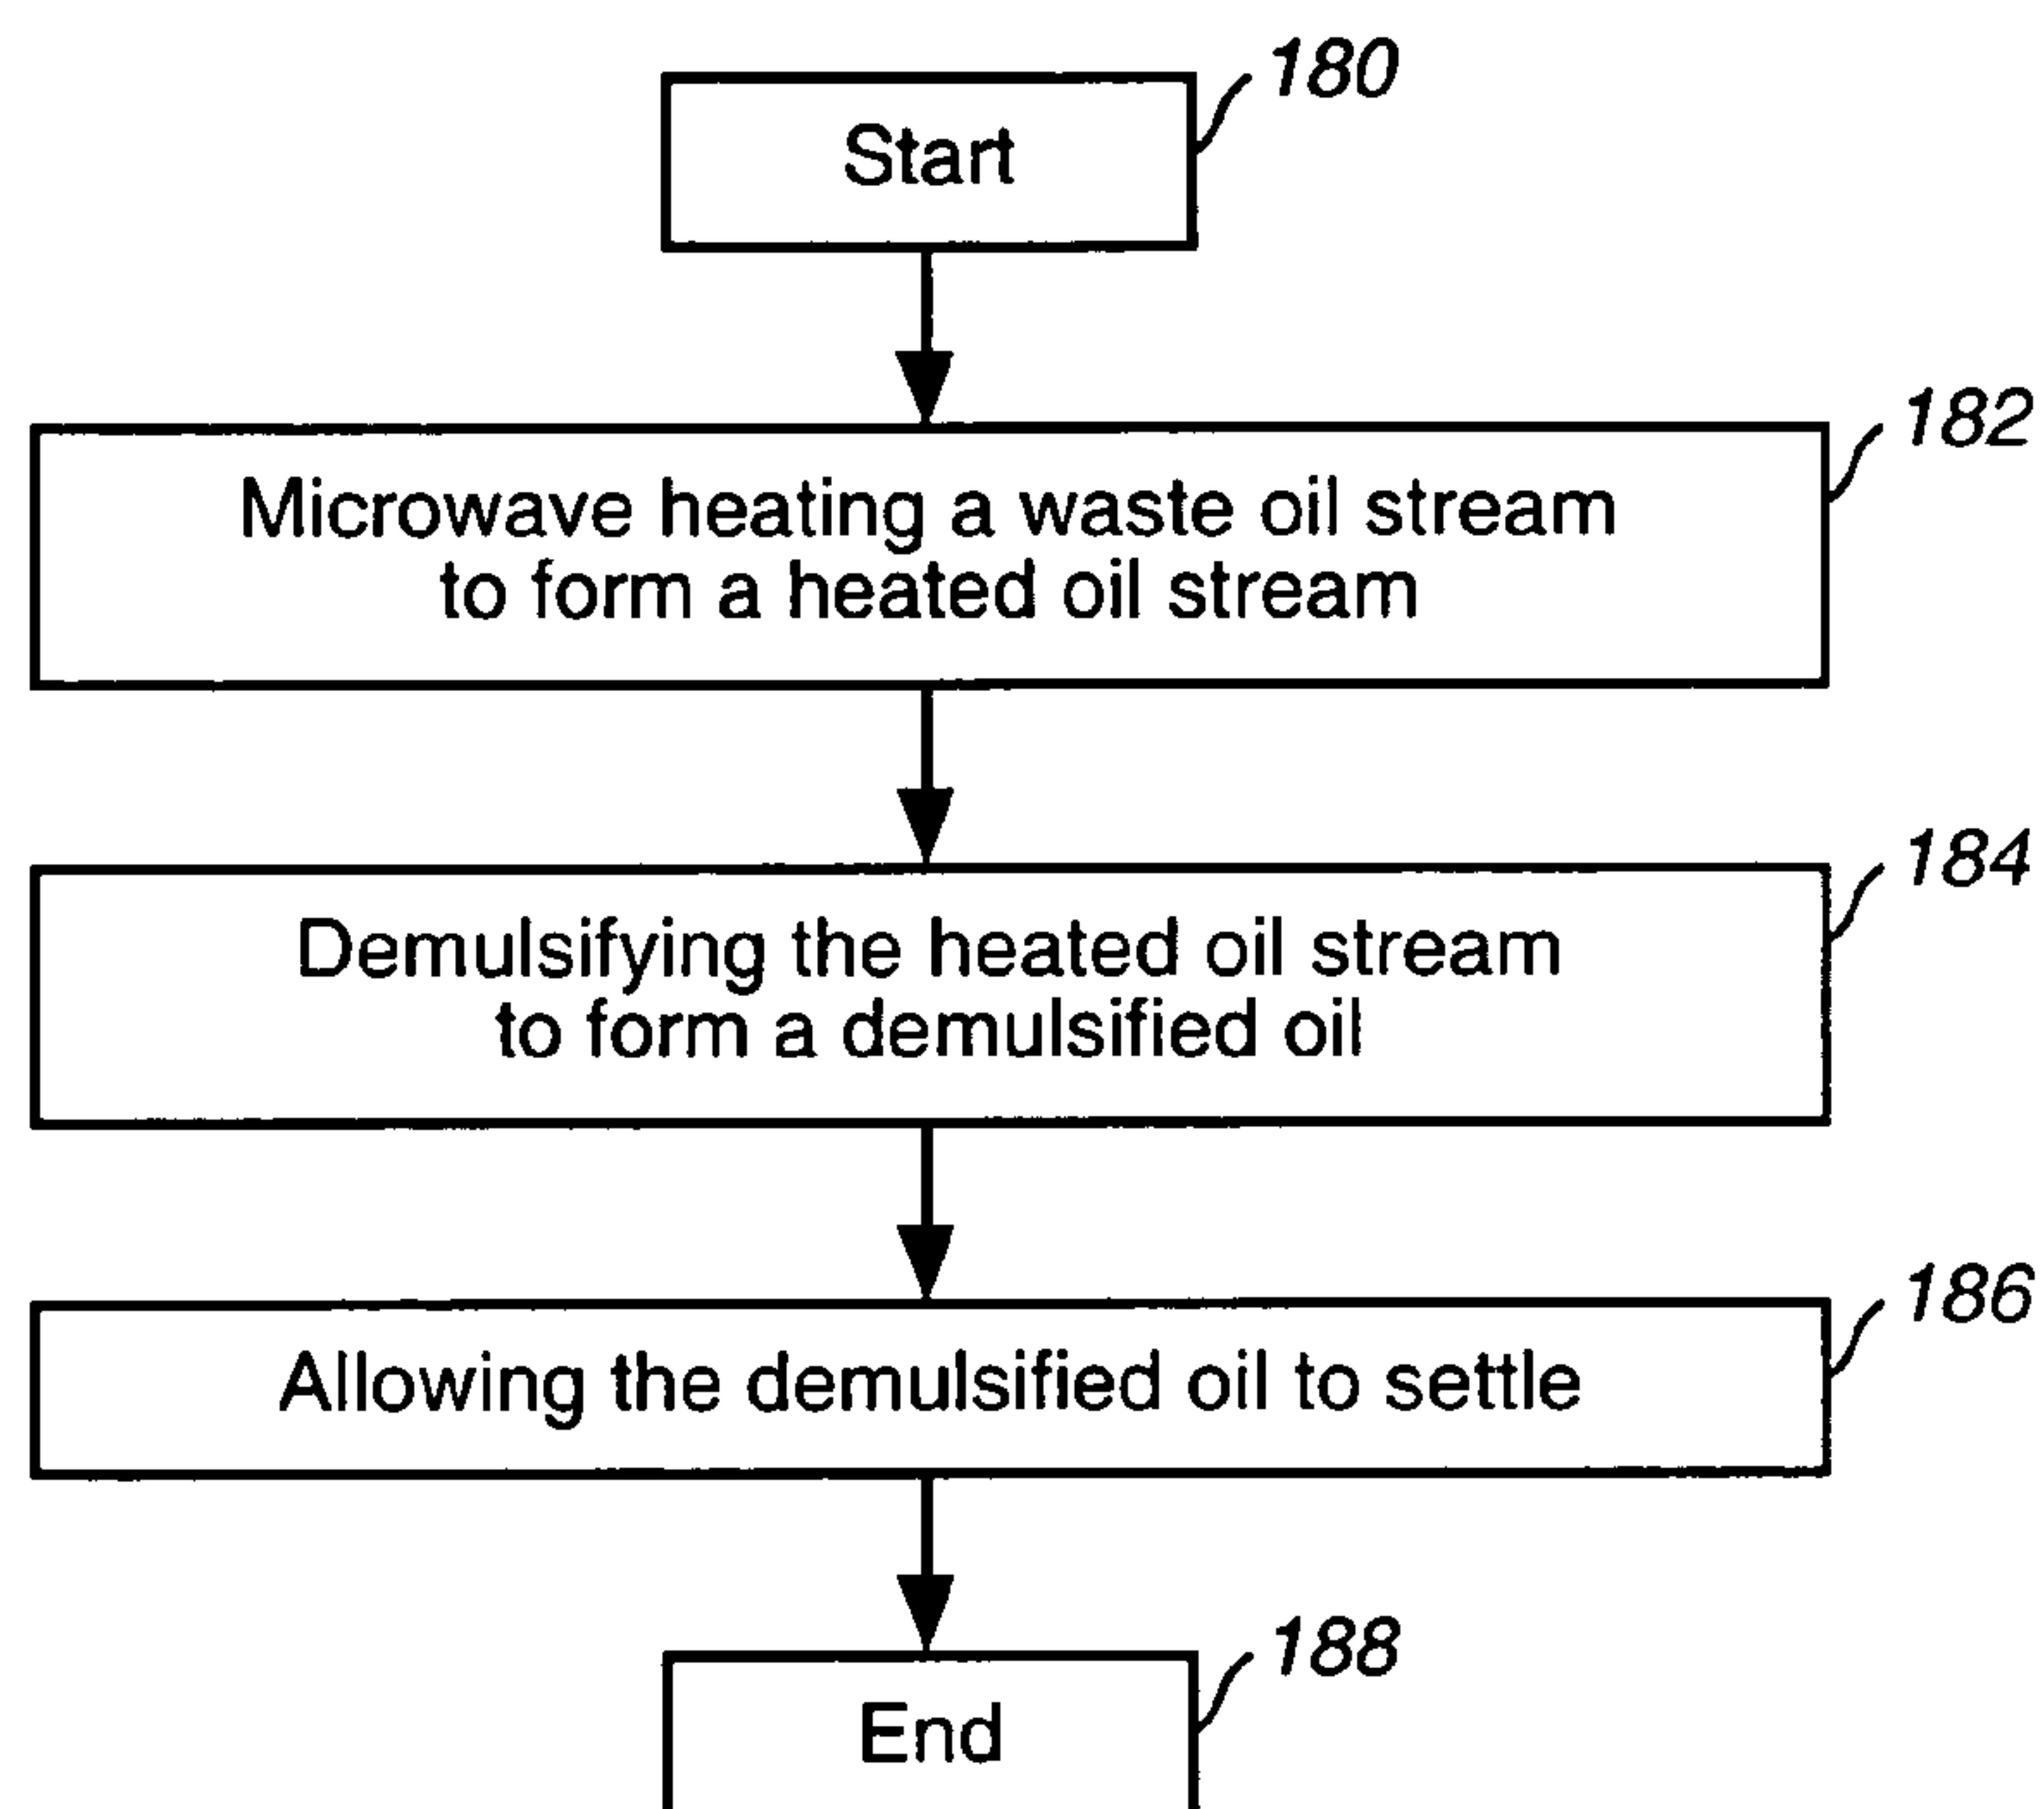 180
Start
182
Microwave heating a waste oil stream
to form a heated oil stream
184
Demulsifying the heated oil stream
to form a demulsified oil
186
Allowing the demulsified oil to settle
188
End